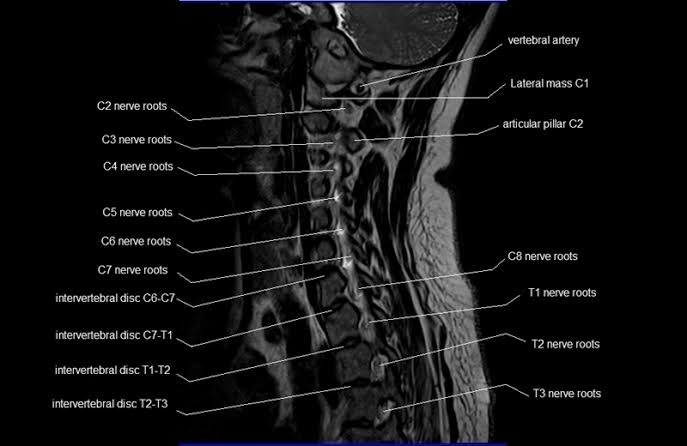 vertebral artery
Lateral mass C1
C2 nerve roots
articular pillar C2
C3 nerve roots
C4 nerve roots
C5 nerve roots
C6 nerve roots
C8 nerve roots
C7 nerve roots
T1 nerve roots
intervertebral disc C6-C7
intervertebral disc C7-T1
T2 nerve roots
intervertebral disc T1-T2
T3 nerve roots
intervertebral disc T2-T3